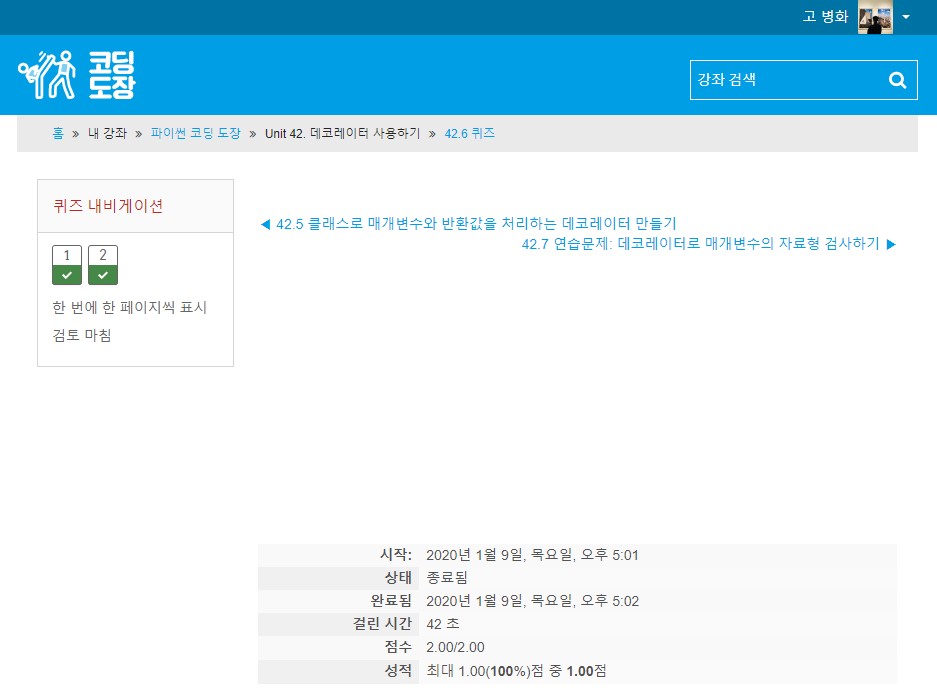 고 병화
코딩
도장
강좌 검색
홈 » 내 강좌 » 파이썬 코딩 도장 » Unit 42. 데코레이터 사용하기 » 42.6 퀴즈
퀴즈 내비게이션
1 2
한 번에 한 페이지씩 표시
검토 마침
◀ 42.5 클래스로 매개변수와 반환값을 처리하는 데코레이터 만들기
42.7 연습문제: 데코레이터로 매개변수의 자료형 검사하기 ▶
시작: 2020년 1월 9일, 목요일, 오후 5:01
상태 종료됨
완료됨 2020년 1월 9일, 목요일, 오후 5:02
걸린 시간 42 초
점수 2.00/2.00
성적 최대 1.00(100%)점 중 1.00점